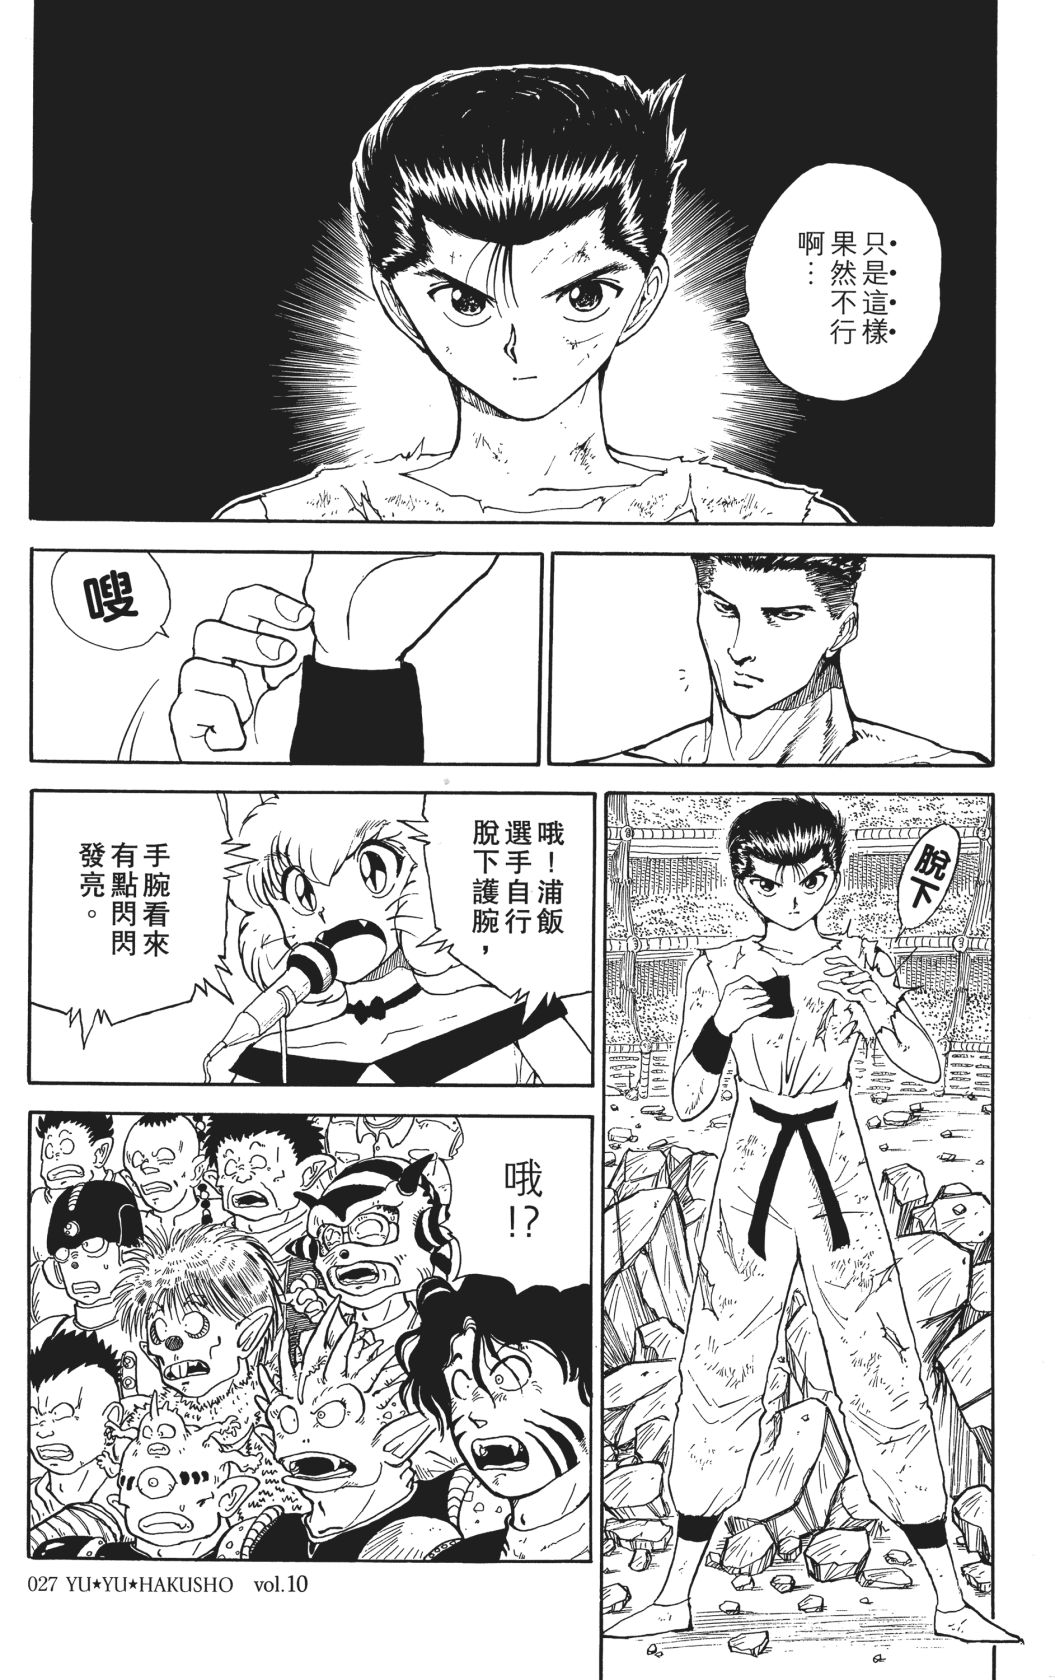 只是這樣
果然不行
啊…
嗖
脫下
哦！浦飯
選手自行
脫下護腕，
手腕看來
有點閃閃
發亮。
哦
!?
027 YU★YU★HAKUSHO vol.10